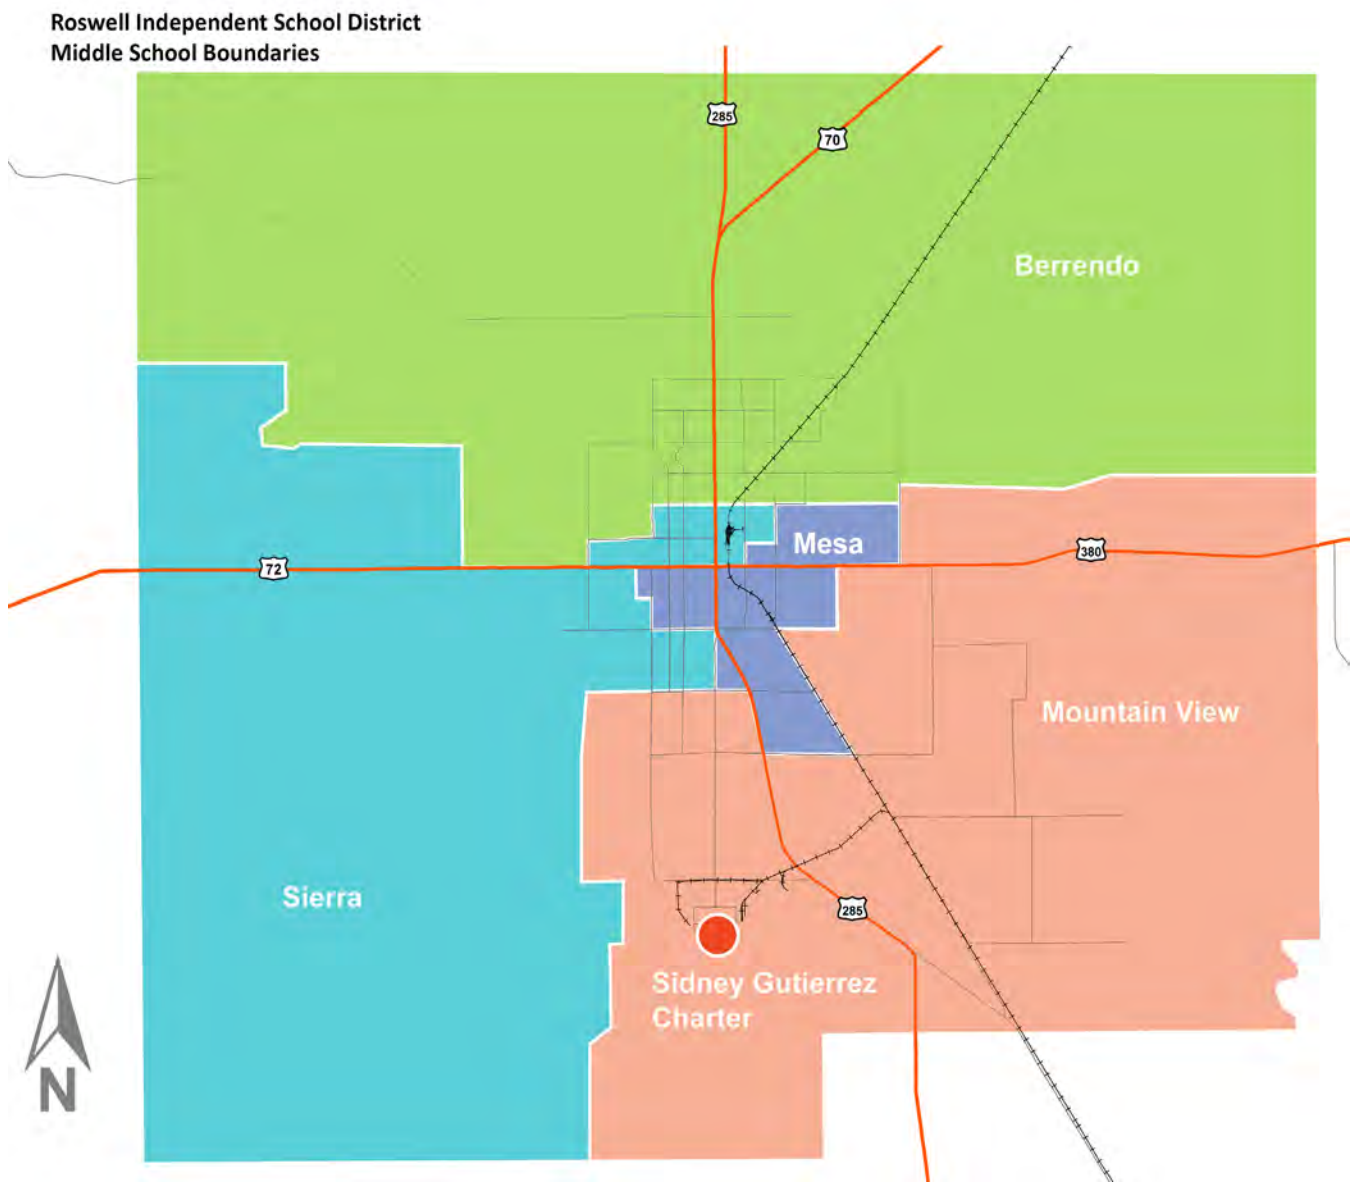 Roswell Independent School District
Middle School Boundaries
285
70
Berrendo
Mesa
72
380
Mountain View
Sierra
285
Sidney Gutierrez
Charter
N